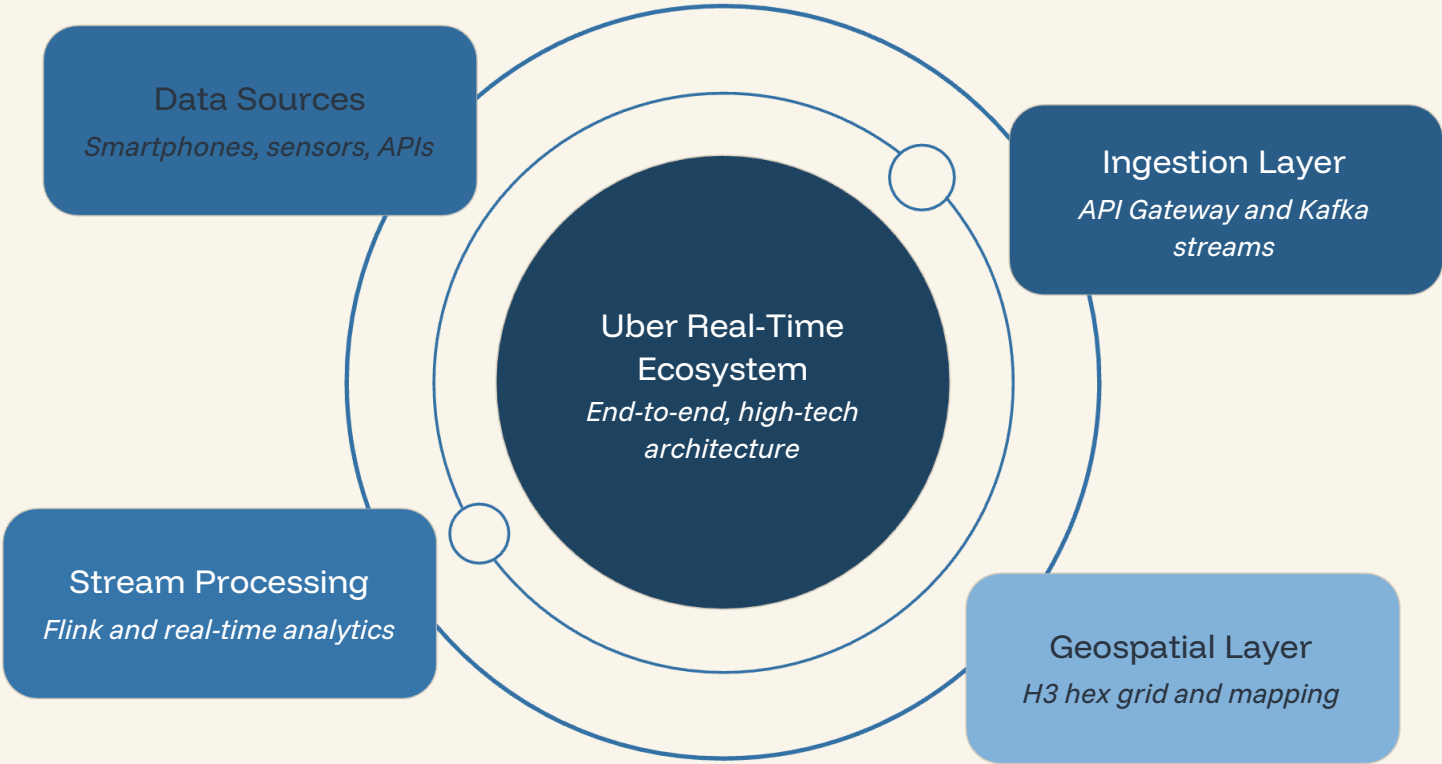 Data Sources
Smartphones, sensors, APIs
Ingestion Layer
API Gateway and Kafka
streams
Uber Real-Time
Ecosystem
End-to-end, high-tech
architecture
Stream Processing
Flink and real-time analytics
Geospatial Layer
H3 hex grid and mapping